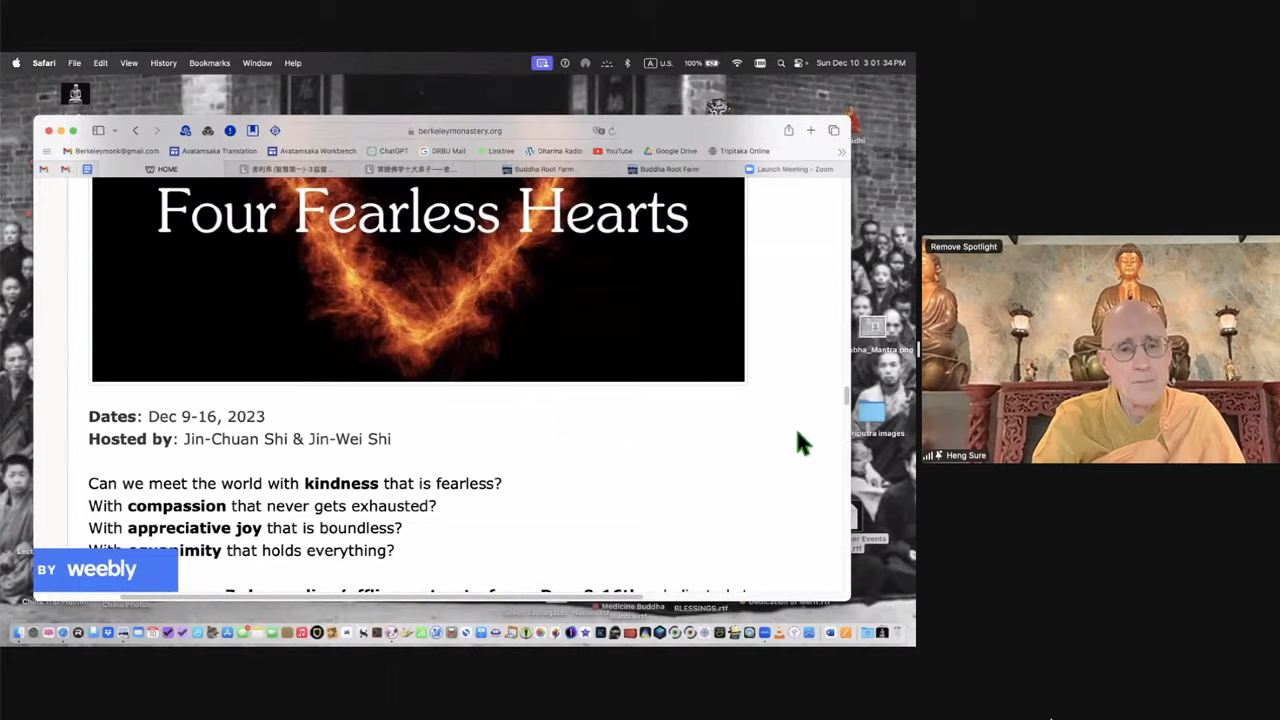 Safari File Edit View History Bookmarks Window Help
A U.S. 100% Sun Dec 10 3:01:34 PM
berkeleymonastery.org
Berkeleymonk@gmail.com Avatamsaka Translation Avatamsaka Workbench ChatGPT DRBU Mail Linktree Dharma Radio YouTube Google Drive Tripitaka Online
HOME Buddha Root Farm Buddha Root Farm Launch Meeting - Zoom
Four Fearless Hearts
Dates: Dec 9-16, 2023
Hosted by: Jin-Chuan Shi & Jin-Wei Shi
Can we meet the world with kindness that is fearless?
With compassion that never gets exhausted?
With appreciative joy that is boundless?
that holds everything?
BY weebly
Medicine Buddha BLESSINGS.rtf
China Photos
Remove Spotlight
Heng Sure